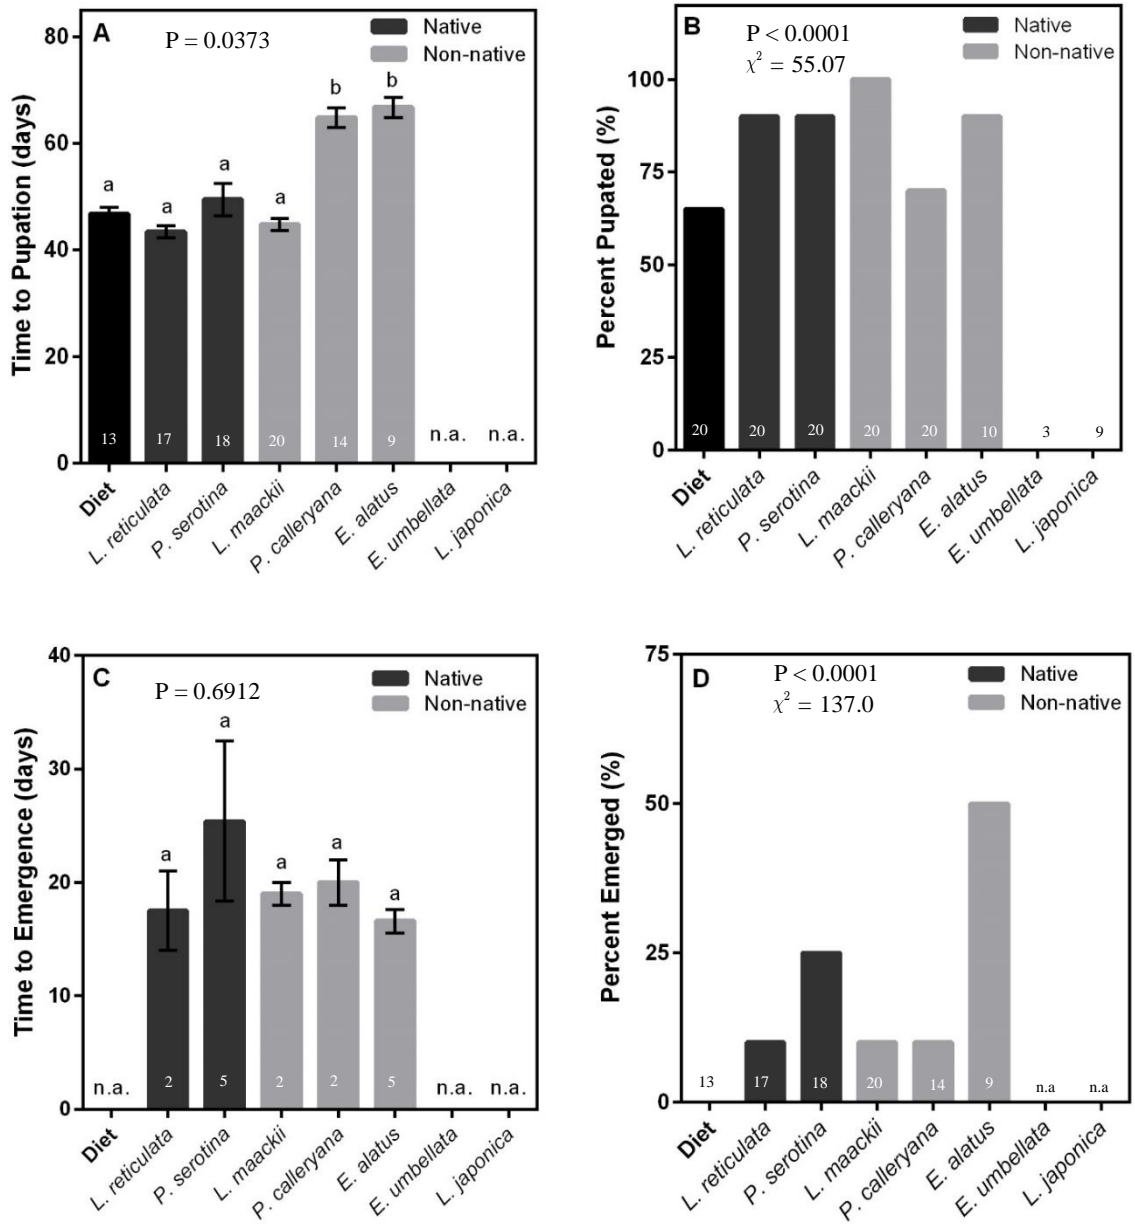 A
P = 0.0373
Native
Non-native
Time to Pupation (days)
80
60
40
20
0
a
a
a
a
b
b
13
17
18
20
14
9
n.a.
n.a.
Diet
L. reticulata
P. serotina
L. maackii
P. calleryana
E. alatus
E. umbellata
L. japonica
B
P < 0.0001
χ² = 55.07
Native
Non-native
Percent Pupated (%)
100
75
50
25
0
20
20
20
20
20
10
3
9
Diet
L. reticulata
P. serotina
L. maackii
P. calleryana
E. alatus
E. umbellata
L. japonica
C
P = 0.6912
Native
Non-native
Time to Emergence (days)
40
30
20
10
0
a
a
a
a
a
n.a.
2
5
2
2
5
n.a.
n.a.
Diet
L. reticulata
P. serotina
L. maackii
P. calleryana
E. alatus
E. umbellata
L. japonica
D
P < 0.0001
χ² = 137.0
Native
Non-native
Percent Emerged (%)
75
50
25
0
13
17
18
20
14
9
n.a
n.a
Diet
L. reticulata
P. serotina
L. maackii
P. calleryana
E. alatus
E. umbellata
L. japonica